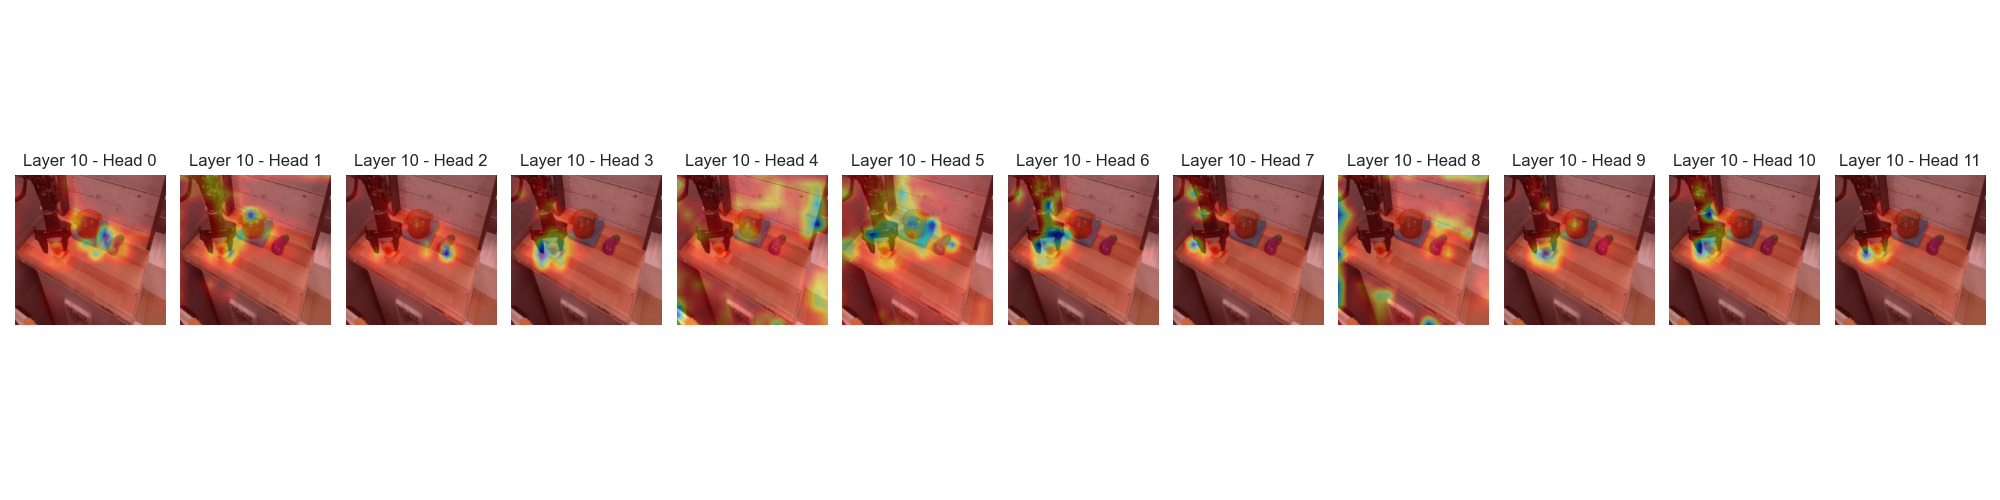 Layer 10 - Head 0
Layer 10 - Head 1
Layer 10 - Head 2
Layer 10 - Head 3
Layer 10 - Head 4
Layer 10 - Head 5
Layer 10 - Head 6
Layer 10 - Head 7
Layer 10 - Head 8
Layer 10 - Head 9
Layer 10 - Head 10
Layer 10 - Head 11